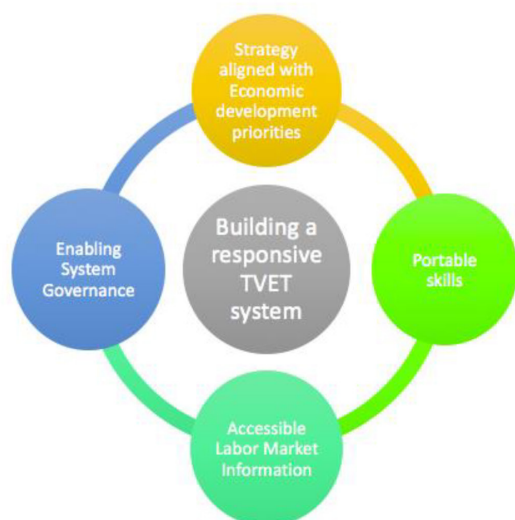 Strategy
aligned with
Economic
development
priorities
Building a
responsive
TVET
system
Enabling
System
Governance
Portable
skills
Accessible
Labor Market
Information